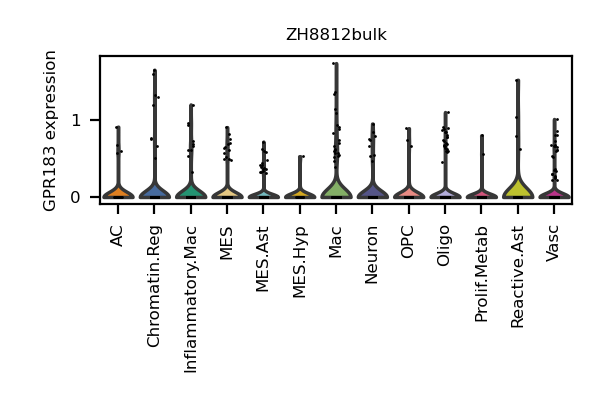 ZH8812bulk
GPR183 expression
1
0
AC
Chromatin.Reg
Inflammatory.Mac
MES
MES.Ast
MES.Hyp
Mac
Neuron
OPC
Oligo
Prolif.Metab
Reactive.Ast
Vasc